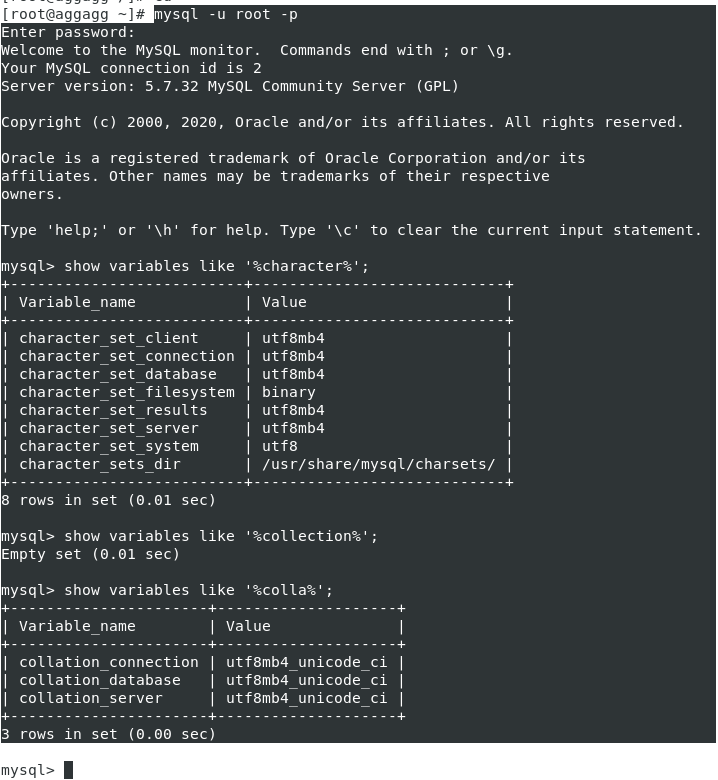 [root@aggagg ~]# mysql -u root -p
Enter password:
Welcome to the MySQL monitor.  Commands end with ; or \g.
Your MySQL connection id is 2
Server version: 5.7.32 MySQL Community Server (GPL)
Copyright (c) 2000, 2020, Oracle and/or its affiliates. All rights reserved.
Oracle is a registered trademark of Oracle Corporation and/or its
affiliates. Other names may be trademarks of their respective
owners.
Type 'help;' or '\h' for help. Type '\c' to clear the current input statement.
mysql> show variables like '%character%';
+--------------------------+----------------------------+
| Variable_name            | Value                      |
+--------------------------+----------------------------+
| character_set_client     | utf8mb4                    |
| character_set_connection | utf8mb4                    |
| character_set_database   | utf8mb4                    |
| character_set_filesystem | binary                     |
| character_set_results    | utf8mb4                    |
| character_set_server     | utf8mb4                    |
| character_set_system     | utf8                       |
| character_sets_dir       | /usr/share/mysql/charsets/ |
+--------------------------+----------------------------+
8 rows in set (0.01 sec)
mysql> show variables like '%collection%';
Empty set (0.01 sec)
mysql> show variables like '%colla%';
+----------------------+--------------------+
| Variable_name        | Value              |
+----------------------+--------------------+
| collation_connection | utf8mb4_unicode_ci |
| collation_database   | utf8mb4_unicode_ci |
| collation_server     | utf8mb4_unicode_ci |
+----------------------+--------------------+
3 rows in set (0.00 sec)
mysql>